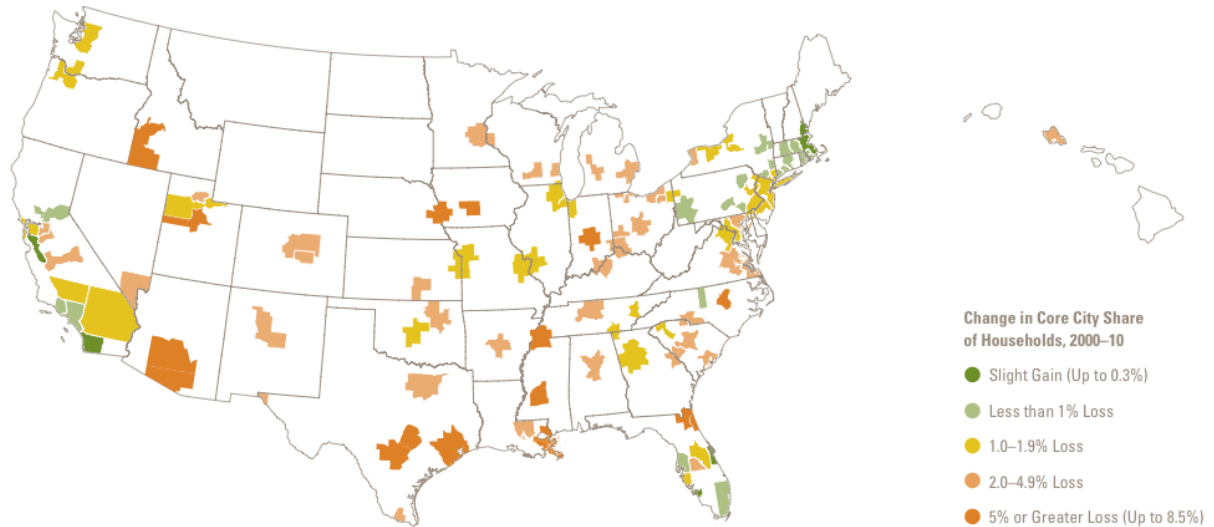 Change in Core City Share
of Households, 2000–10
Slight Gain (Up to 0.3%)
Less than 1% Loss
1.0–1.9% Loss
2.0–4.9% Loss
5% or Greater Loss (Up to 8.5%)